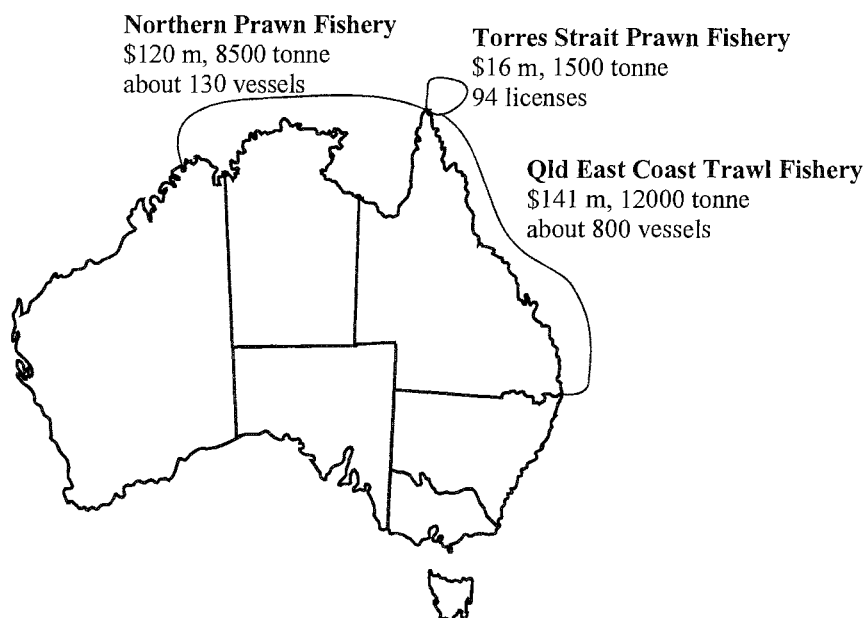 Northern Prawn Fishery
$120 m, 8500 tonne
about 130 vessels
Torres Strait Prawn Fishery
$16 m, 1500 tonne
94 licenses
Qld East Coast Trawl Fishery
$141 m, 12000 tonne
about 800 vessels